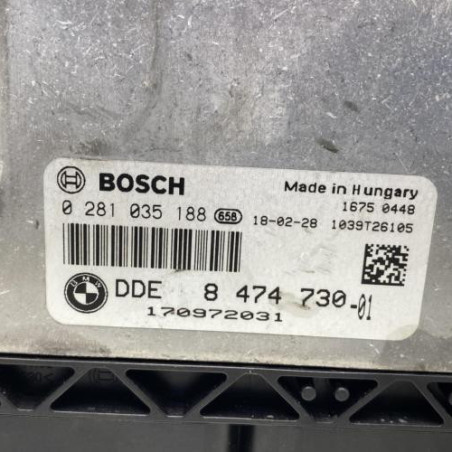 BOSCH
Made in Hungary
1675 0448
0 281 035 188 658 18-02-28 1039T26105
BMW
DDE 8 474 730-01
170972031